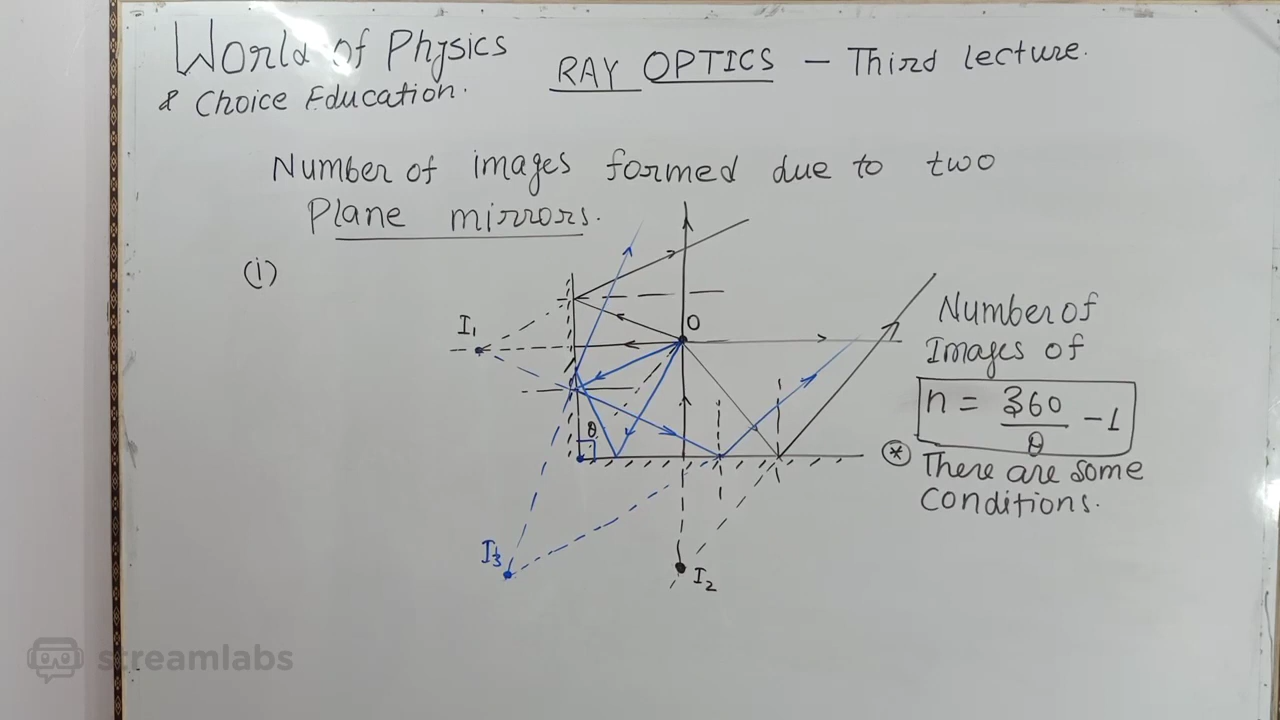 World of Physics
& Choice Education.
RAY OPTICS - Third lecture.
Number of images formed due to two
Plane mirrors.
(i)
I₁
O
θ
I₃
I₂
Number of
Images of
n = 360/θ - 1
* There are some
conditions.
streamlabs